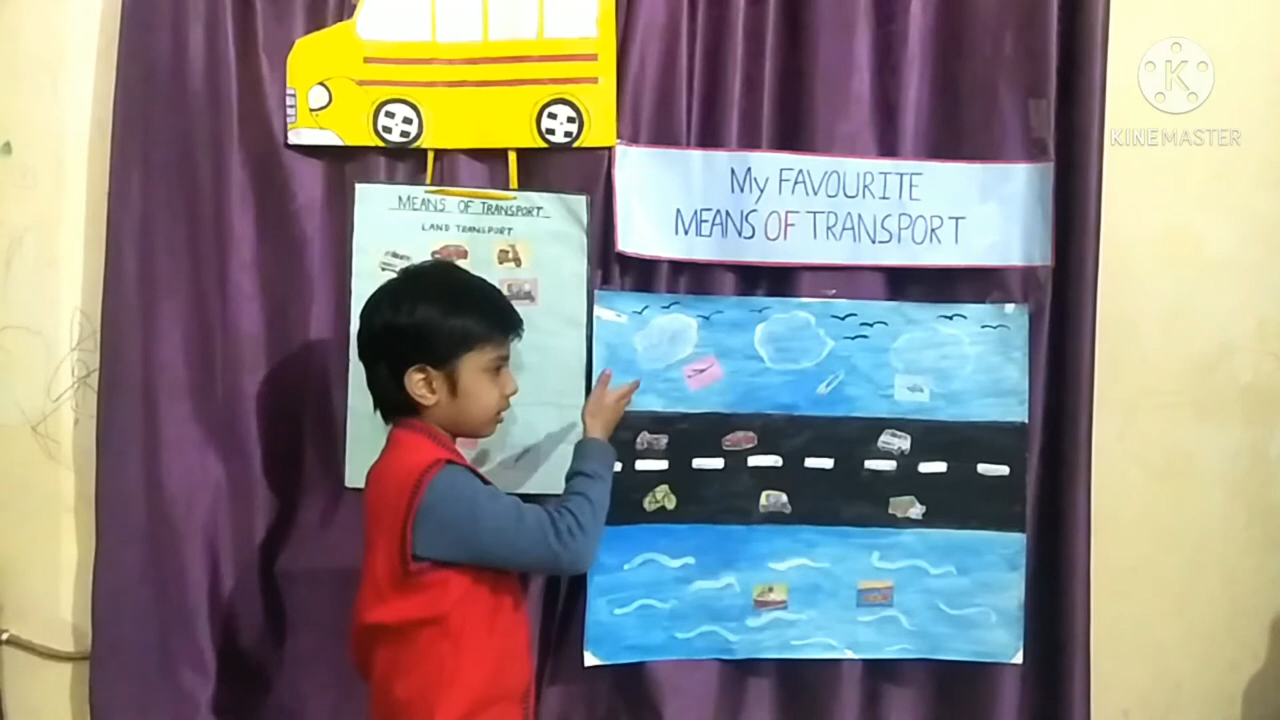 MEANS OF TRANSPORT
LAND TRANSPORT
My FAVOURITE
MEANS OF TRANSPORT
K
KINEMASTER